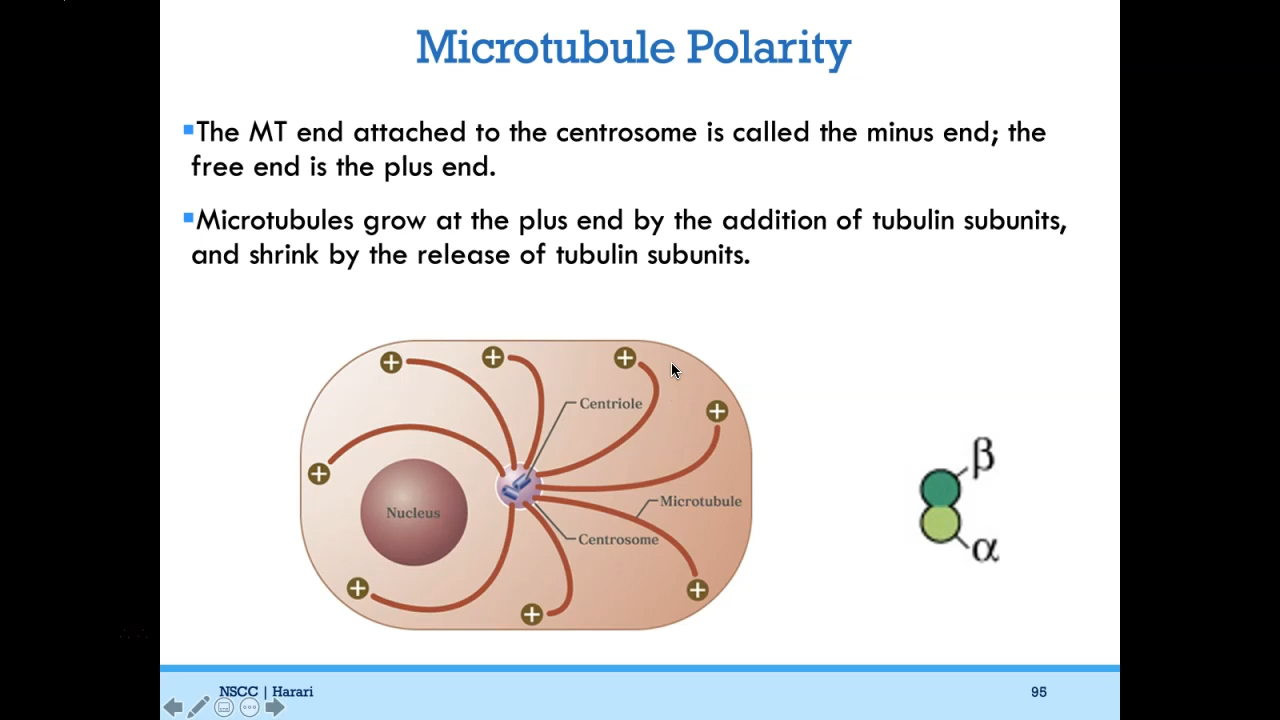 Microtubule Polarity
▪The MT end attached to the centrosome is called the minus end; the
free end is the plus end.
▪Microtubules grow at the plus end by the addition of tubulin subunits,
and shrink by the release of tubulin subunits.
+ + +
Centriole
+
+
Nucleus
Microtubule
Centrosome
+
+
+
β
α
NSCC | Harari
95